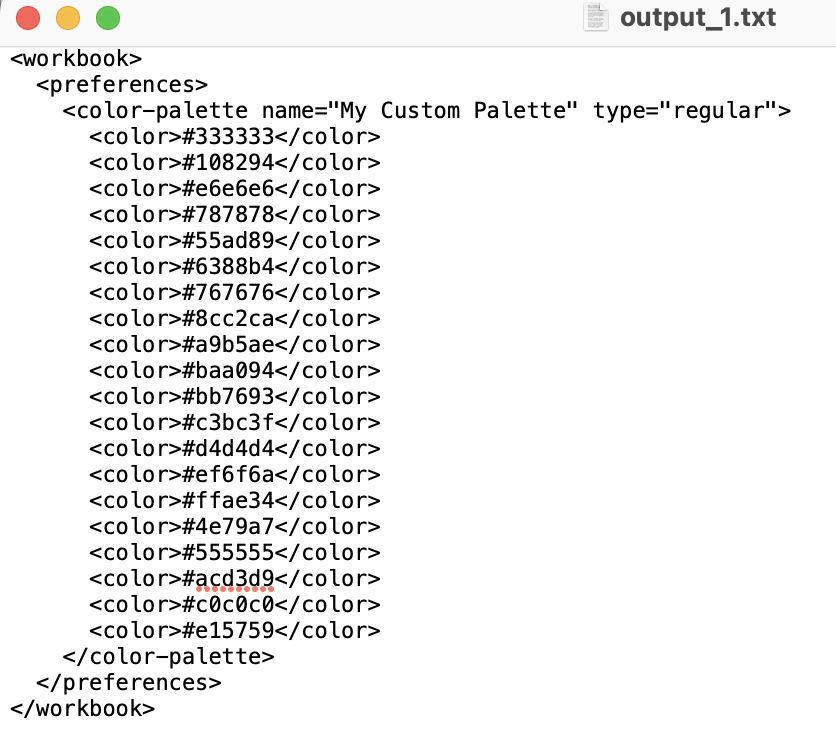 output_1.txt
<workbook>
  <preferences>
    <color-palette name="My Custom Palette" type="regular">
      <color>#333333</color>
      <color>#108294</color>
      <color>#e6e6e6</color>
      <color>#787878</color>
      <color>#55ad89</color>
      <color>#6388b4</color>
      <color>#767676</color>
      <color>#8cc2ca</color>
      <color>#a9b5ae</color>
      <color>#baa094</color>
      <color>#bb7693</color>
      <color>#c3bc3f</color>
      <color>#d4d4d4</color>
      <color>#ef6f6a</color>
      <color>#ffae34</color>
      <color>#4e79a7</color>
      <color>#555555</color>
      <color>#acd3d9</color>
      <color>#c0c0c0</color>
      <color>#e15759</color>
    </color-palette>
  </preferences>
</workbook>